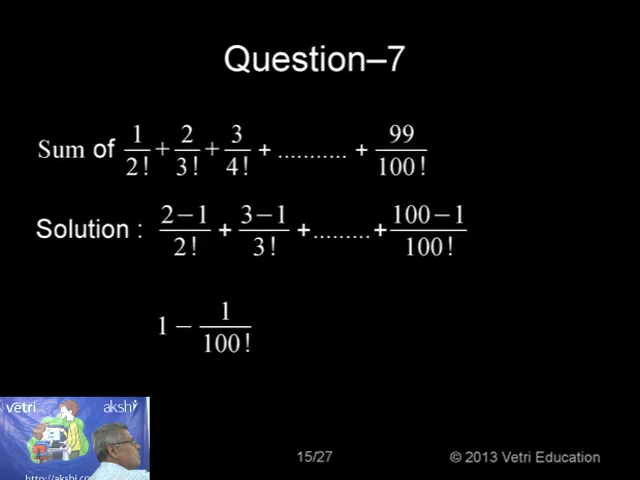 Question–7
Sum of 1/2! + 2/3! + 3/4! + ........... + 99/100!
Solution : 2−1/2! + 3−1/3! + ......... + 100−1/100!
1 − 1/100!
vetri akshi
http://akshi.co
15/27
© 2013 Vetri Education